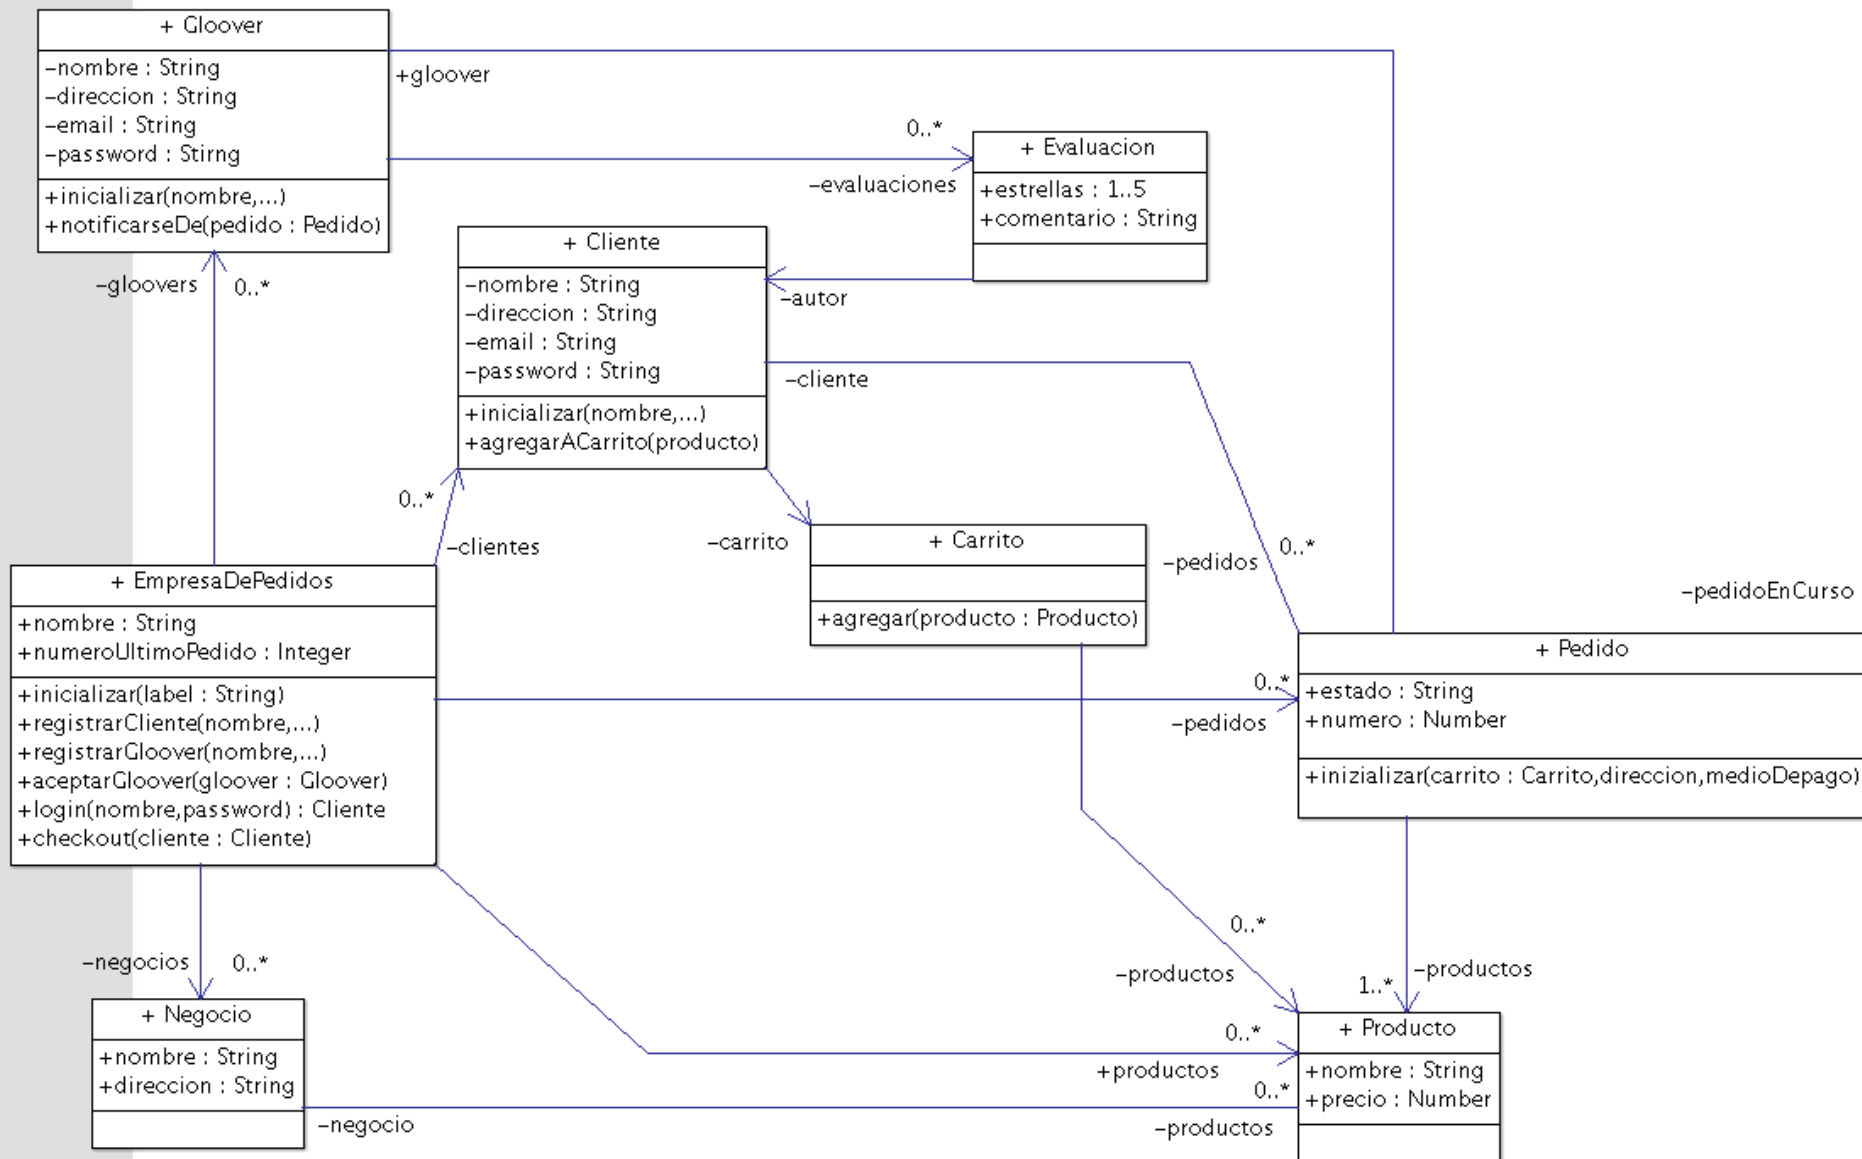 + Gloover
–nombre : String
–direccion : String
–email : String
–password : Stirng
+inicializar(nombre,...)
+notificarseDe(pedido : Pedido)
+gloover
0..*
–evaluaciones
+ Evaluacion
+estrellas : 1..5
+comentario : String
–gloovers
0..*
+ Cliente
–nombre : String
–direccion : String
–email : String
–password : String
+inicializar(nombre,...)
+agregarACarrito(producto)
–autor
–cliente
0..*
–clientes
–carrito
+ Carrito
+agregar(producto : Producto)
–pedidos
0..*
–pedidoEnCurso
+ EmpresaDePedidos
+nombre : String
+numeroUltimoPedido : Integer
+inicializar(label : String)
+registrarCliente(nombre,...)
+registrarGloover(nombre,...)
+aceptarGloover(gloover : Gloover)
+login(nombre,password) : Cliente
+checkout(cliente : Cliente)
0..*
–pedidos
+ Pedido
+estado : String
+numero : Number
+inizializar(carrito : Carrito,direccion,medioDepago)
–negocios
0..*
0..*
–productos
1..*
–productos
+ Negocio
+nombre : String
+direccion : String
–negocio
0..*
+productos
0..*
–productos
+ Producto
+nombre : String
+precio : Number